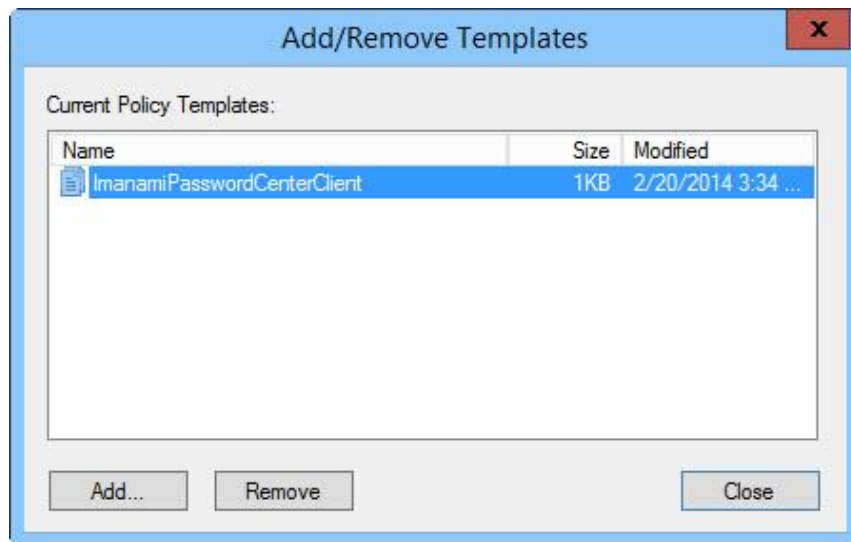 Add/Remove Templates
x
Current Policy Templates:
Name Size Modified
ImanamiPasswordCenterClient 1KB 2/20/2014 3:34 ...
Add... Remove Close